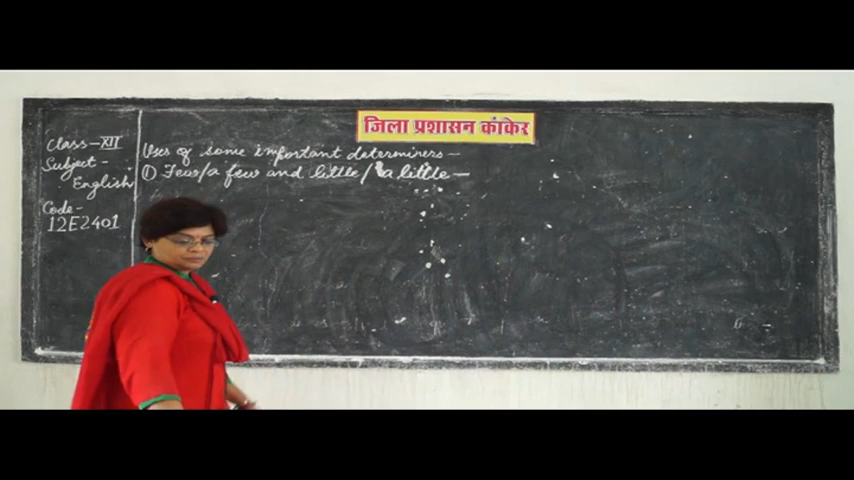 जिला प्रशासन कांकेर
Class - XII
Subject -
English
Code -
12E2401
Uses of some important determiners -
① Few/a few and little/a little -